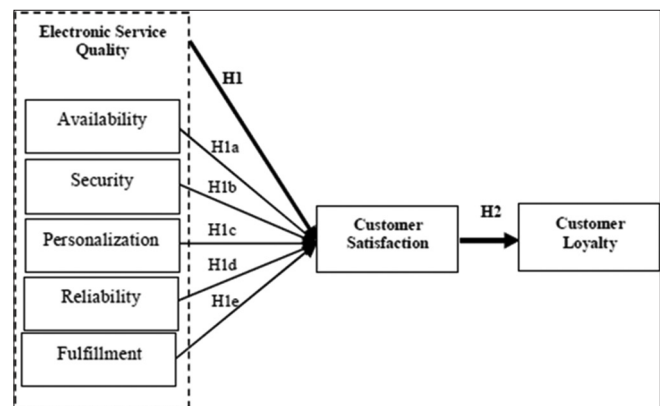 Electronic Service
Quality
H1
Availability
H1a
Security
H1b
Personalization
H1c
Customer
Satisfaction
H2
Customer
Loyalty
H1d
Reliability
H1e
Fulfillment